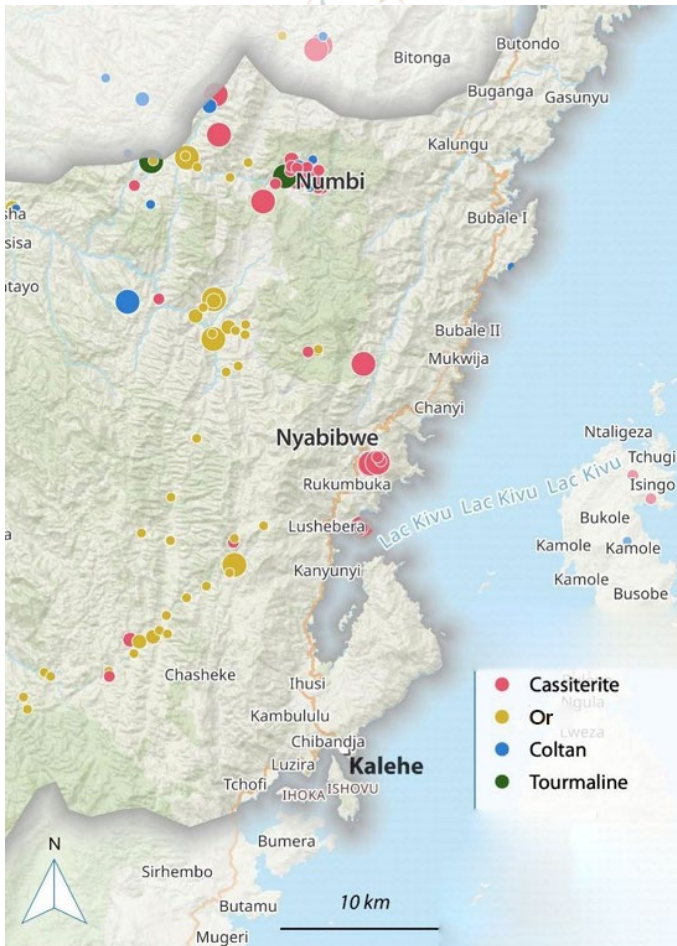 Butondo
Bitonga
Buganga
Gasunyu
Kalungu
Numbi
sha
Bubale I
sisa
tayo
Bubale II
Mukwija
Chanyi
Nyabibwe
Ntaligeza
Tchugi
Rukumbuka
Isingo
Lac Kivu Lac Kivu Lac Kivu
Lushebera
Bukole
a
Kamole
Kamole
Kanyunyi
Kamole
Busobe
Chasheke
Ihusi
Cassiterite
Ngula
Kambululu
Or
Lweza
Chibandja
Coltan
Luzira
Kalehe
Tchofi
Tourmaline
IHOKA
ISHOVU
Bumera
N
Sirhembo
10 km
Butamu
Mugeri